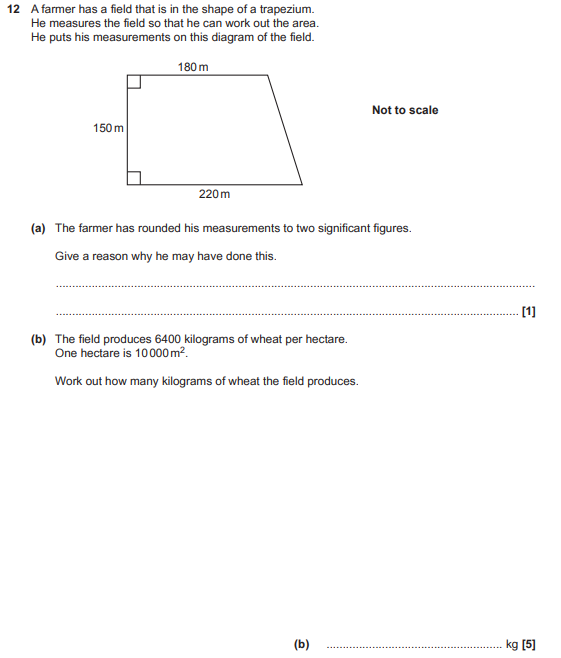 12 A farmer has a field that is in the shape of a trapezium.
He measures the field so that he can work out the area.
He puts his measurements on this diagram of the field.
180 m
Not to scale
150 m
220 m
(a) The farmer has rounded his measurements to two significant figures.
Give a reason why he may have done this.
..........................................................................................
.......................................................................................... [1]
(b) The field produces 6400 kilograms of wheat per hectare.
One hectare is 10 000 m².
Work out how many kilograms of wheat the field produces.
(b) .................................................... kg [5]